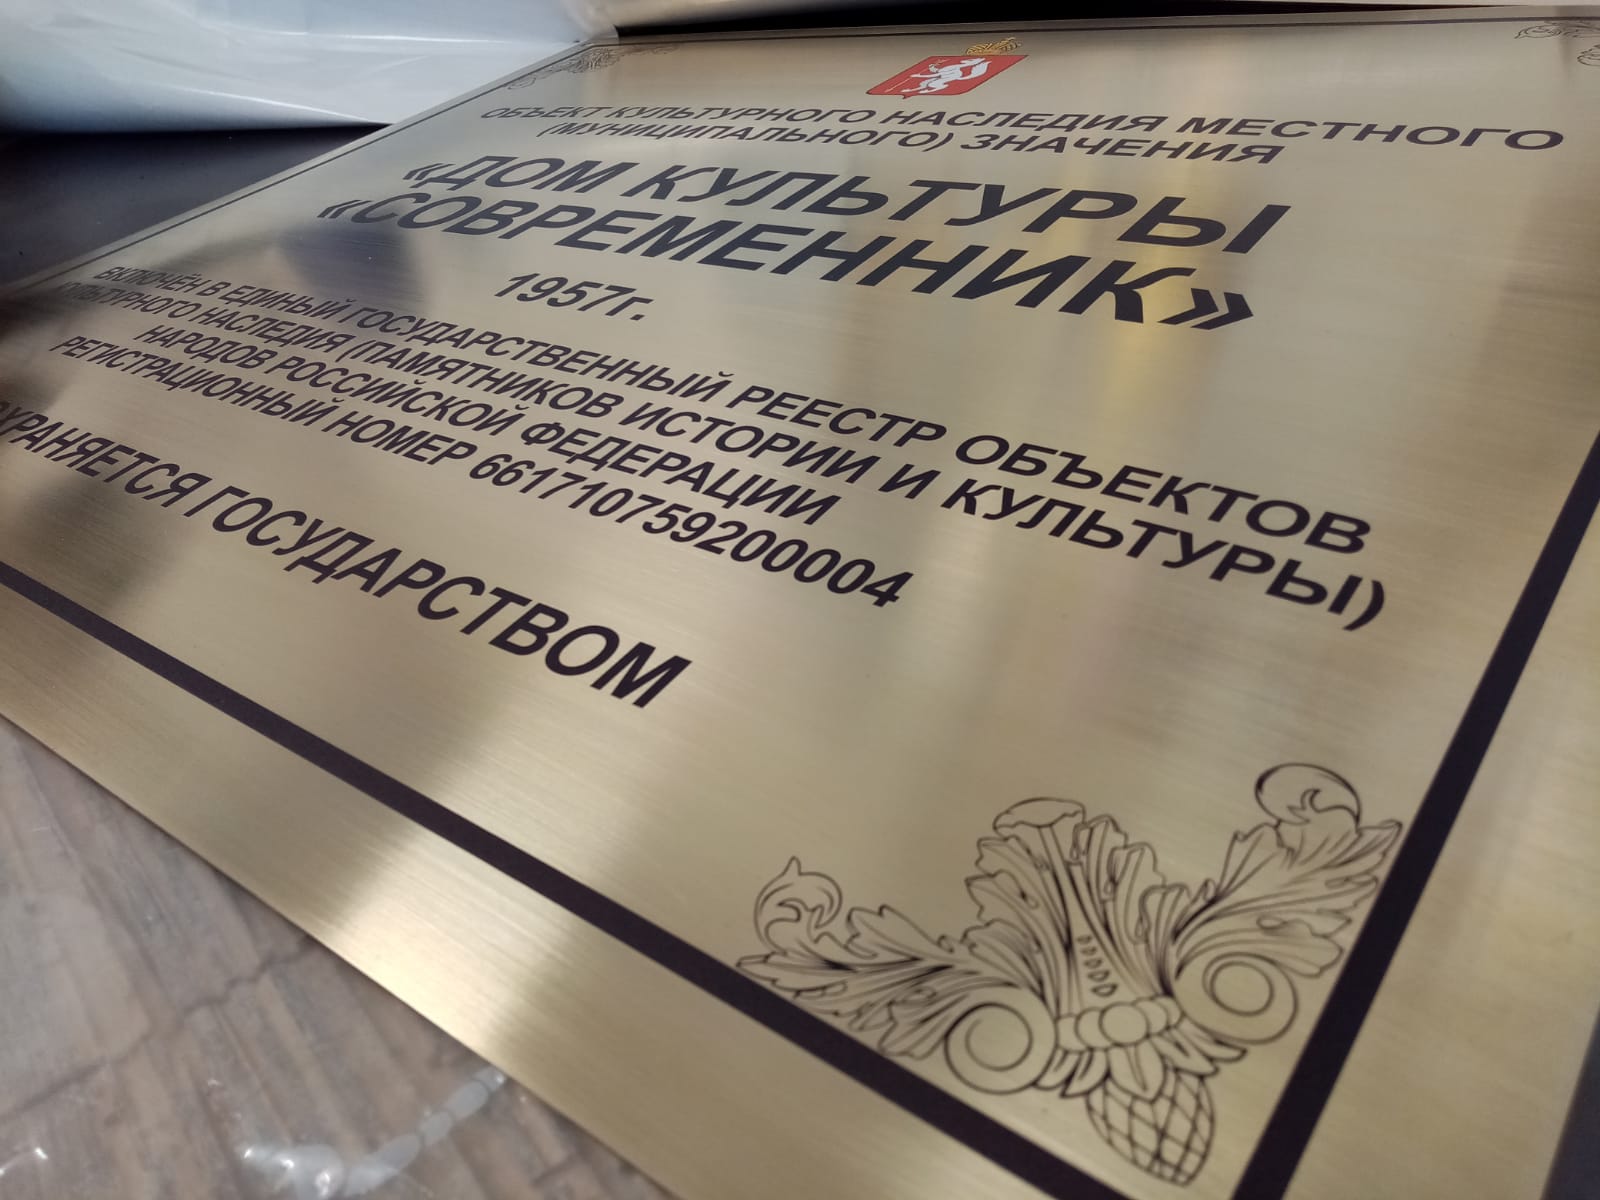 ОБЪЕКТ КУЛЬТУРНОГО НАСЛЕДИЯ МЕСТНОГО
(МУНИЦИПАЛЬНОГО) ЗНАЧЕНИЯ
«ДОМ КУЛЬТУРЫ
«СОВРЕМЕННИК»
1957г.
ВКЛЮЧЁН В ЕДИНЫЙ ГОСУДАРСТВЕННЫЙ РЕЕСТР ОБЪЕКТОВ
КУЛЬТУРНОГО НАСЛЕДИЯ (ПАМЯТНИКОВ ИСТОРИИ И КУЛЬТУРЫ)
НАРОДОВ РОССИЙСКОЙ ФЕДЕРАЦИИ
РЕГИСТРАЦИОННЫЙ НОМЕР 661710759200004
ОХРАНЯЕТСЯ ГОСУДАРСТВОМ